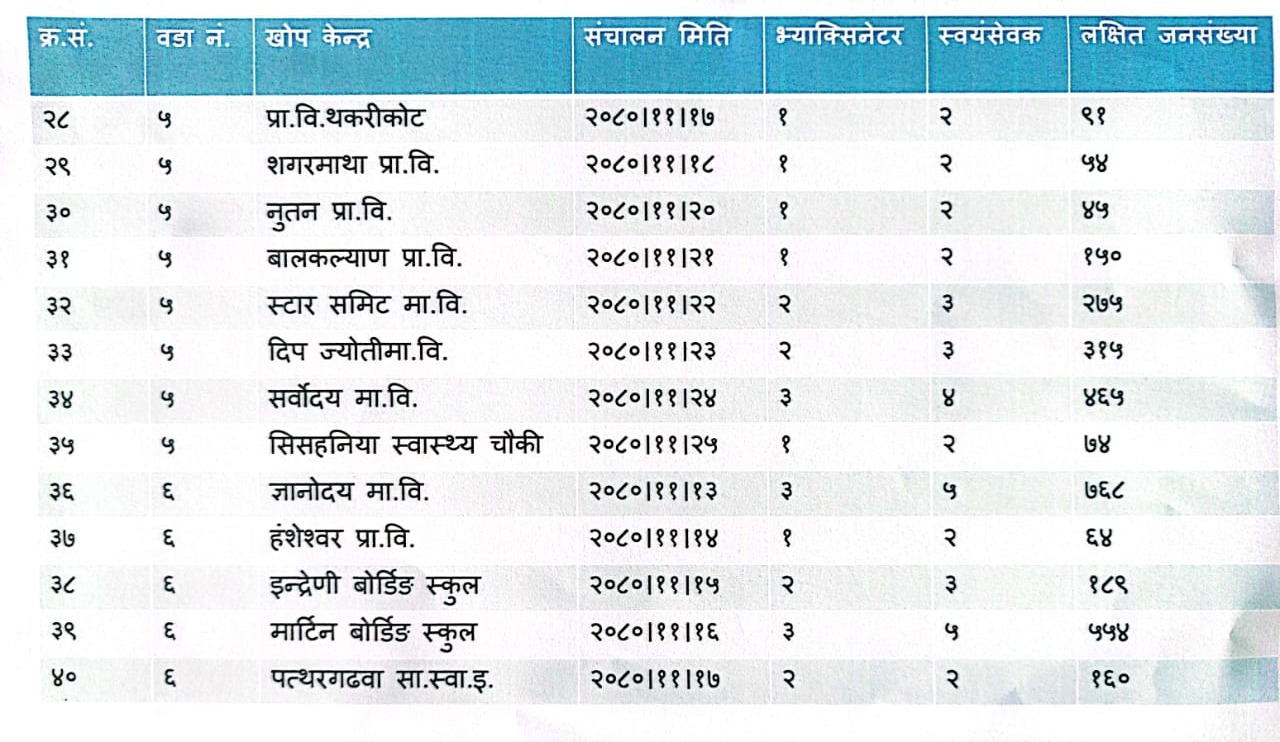 क्र.सं. वडा नं. खोप केन्द्र संचालन मिति भ्याक्सिनेटर स्वयंसेवक लक्षित जनसंख्या
२८ ५ प्रा.वि.थकरीकोट २०८०|११|१७ १ २ ९१
२९ ५ शगरमाथा प्रा.वि. २०८०|११|१८ १ २ ५४
३० ५ नुतन प्रा.वि. २०८०|११|२० १ २ ४५
३१ ५ बालकल्याण प्रा.वि. २०८०|११|२१ १ २ १५०
३२ ५ स्टार समिट मा.वि. २०८०|११|२२ २ ३ २७५
३३ ५ दिप ज्योतीमा.वि. २०८०|११|२३ २ ३ ३१५
३४ ५ सर्वोदय मा.वि. २०८०|११|२४ ३ ४ ४६५
३५ ५ सिसहनिया स्वास्थ्य चौकी २०८०|११|२५ १ २ ७४
३६ ६ ज्ञानोदय मा.वि. २०८०|११|१३ ३ ५ ७६८
३७ ६ हंशेश्वर प्रा.वि. २०८०|११|१४ १ २ ६४
३८ ६ इन्द्रेणी बोर्डिङ स्कुल २०८०|११|१५ २ ३ १८९
३९ ६ मार्टिन बोर्डिङ स्कुल २०८०|११|१६ ३ ५ ५५४
४० ६ पत्थरगढवा सा.स्वा.इ. २०८०|११|१७ २ २ १६०